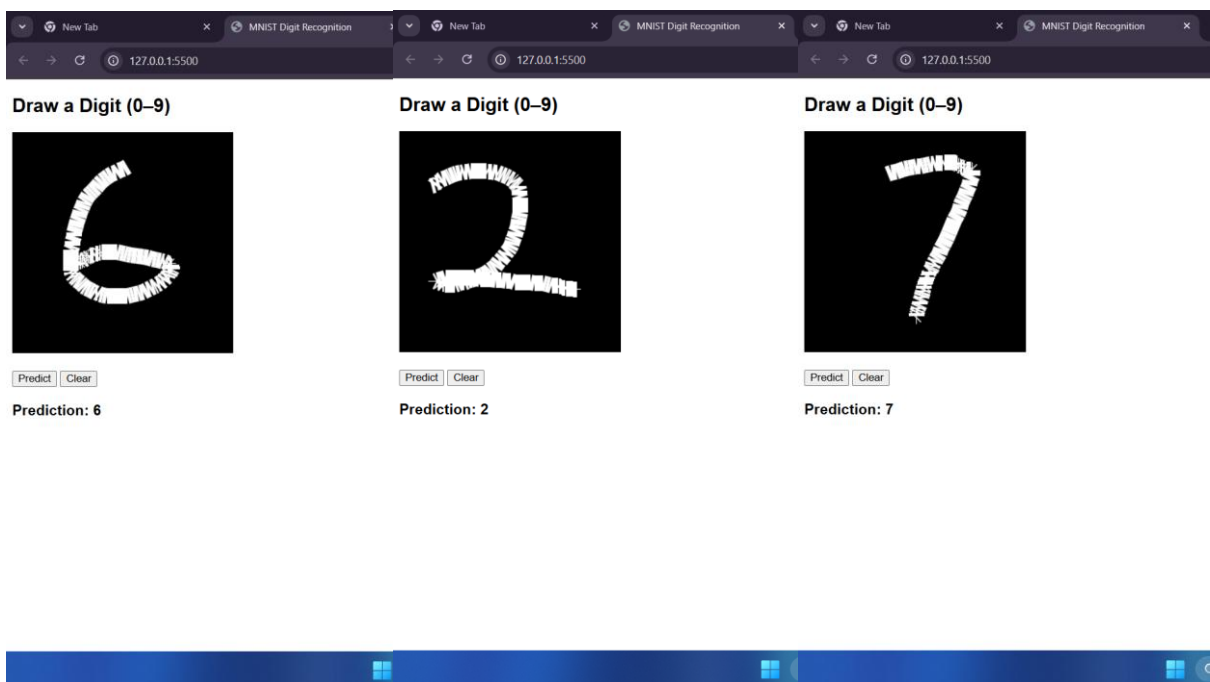 New Tab
MNIST Digit Recognition
127.0.0.1:5500
Draw a Digit (0–9)
6
Predict
Clear
Prediction: 6
New Tab
MNIST Digit Recognition
127.0.0.1:5500
Draw a Digit (0–9)
2
Predict
Clear
Prediction: 2
New Tab
MNIST Digit Recognition
127.0.0.1:5500
Draw a Digit (0–9)
7
Predict
Clear
Prediction: 7